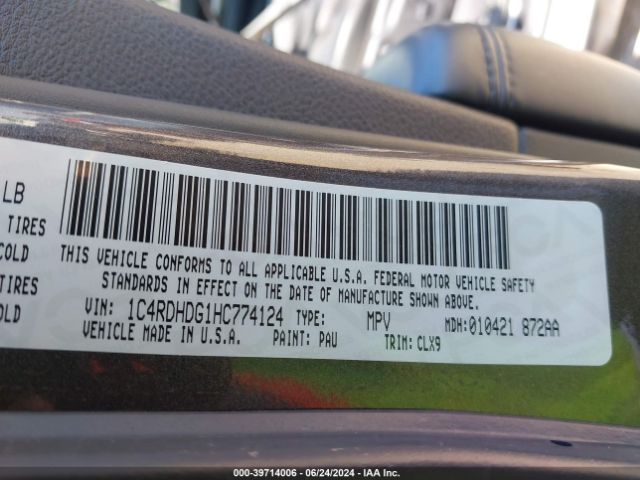 LB
TIRES
COLD
COLD
THIS VEHICLE CONFORMS TO ALL APPLICABLE U.S.A. FEDERAL MOTOR VEHICLE SAFETY
STANDARDS IN EFFECT ON THE DATE OF MANUFACTURE SHOWN ABOVE.
VIN: 1C4RDHDG1HC774124 TYPE: MPV MDH:010421 872AA
VEHICLE MADE IN U.S.A. PAINT: PAU TRIM: CLX9
000-39714006 - 06/24/2024 - IAA Inc.